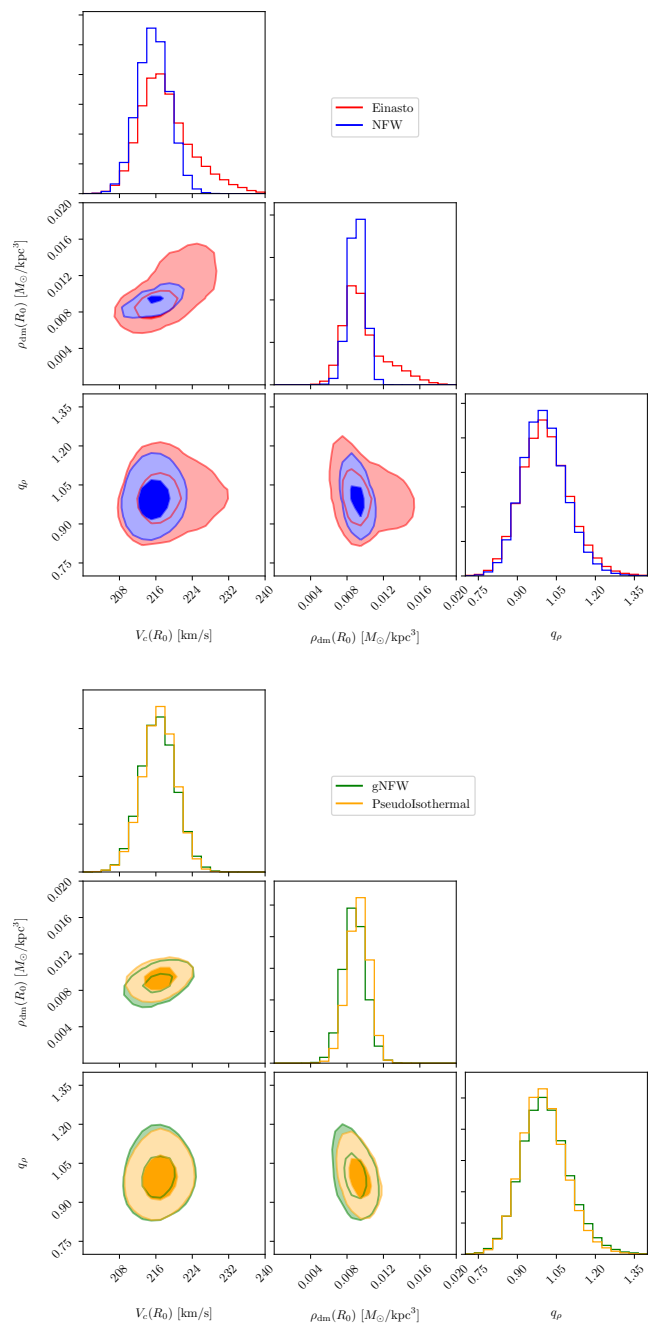 Einasto
NFW
0.020
0.016
0.012
0.008
0.004
ρdm(R0) [M⊙/kpc³]
1.35
1.20
1.05
0.90
0.75
qρ
208 216 224 232 240
0.004 0.008 0.012 0.016 0.020
0.75 0.90 1.05 1.20 1.35
Vc(R0) [km/s] ρdm(R0) [M⊙/kpc³] qρ
gNFW
PseudoIsothermal
0.020
0.016
0.012
0.008
0.004
ρdm(R0) [M⊙/kpc³]
1.35
1.20
1.05
0.90
0.75
qρ
208 216 224 232 240
0.004 0.008 0.012 0.016 0.020
0.75 0.90 1.05 1.20 1.35
Vc(R0) [km/s] ρdm(R0) [M⊙/kpc³] qρ